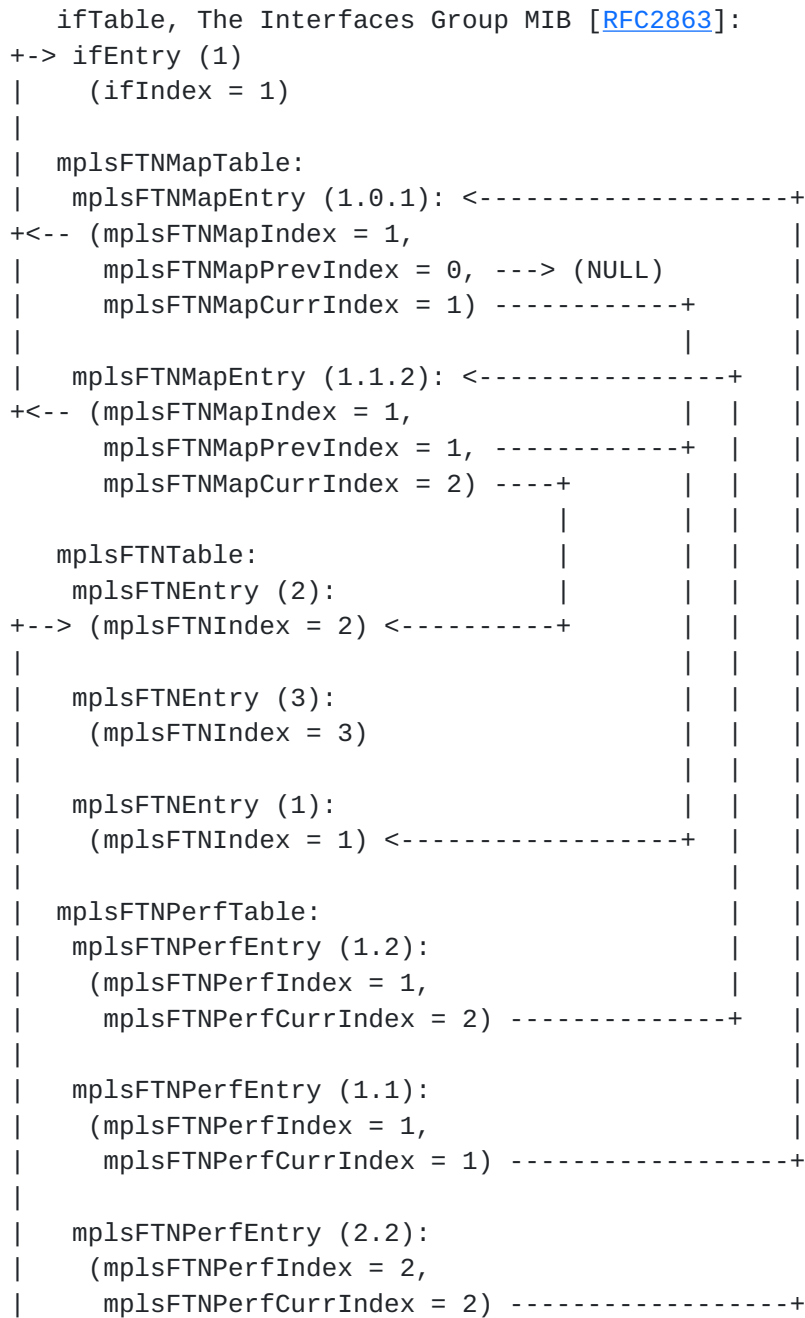 ifTable, The Interfaces Group MIB [RFC2863]:
+-> ifEntry (1)
|    (ifIndex = 1)
|
|  mplsFTNMapTable:
|   mplsFTNMapEntry (1.0.1): <--------------------+
+<-- (mplsFTNMapIndex = 1,                        |
|     mplsFTNMapPrevIndex = 0, ---> (NULL)        |
|     mplsFTNMapCurrIndex = 1) ------------+      |
|                                          |      |
|   mplsFTNMapEntry (1.1.2): <----------------+   |
+<-- (mplsFTNMapIndex = 1,                 |  |   |
      mplsFTNMapPrevIndex = 1, ------------+  |   |
      mplsFTNMapCurrIndex = 2) ----+       |  |   |
                                   |       |  |   |
   mplsFTNTable:                   |       |  |   |
    mplsFTNEntry (2):              |       |  |   |
+--> (mplsFTNIndex = 2) <----------+       |  |   |
|                                          |  |   |
|   mplsFTNEntry (3):                      |  |   |
|    (mplsFTNIndex = 3)                    |  |   |
|                                          |  |   |
|   mplsFTNEntry (1):                      |  |   |
|    (mplsFTNIndex = 1) <------------------+  |   |
|                                             |   |
|  mplsFTNPerfTable:                          |   |
|   mplsFTNPerfEntry (1.2):                   |   |
|    (mplsFTNPerfIndex = 1,                   |   |
|     mplsFTNPerfCurrIndex = 2) --------------+   |
|                                                 |
|   mplsFTNPerfEntry (1.1):                       |
|    (mplsFTNPerfIndex = 1,                       |
|     mplsFTNPerfCurrIndex = 1) ------------------+
|
|   mplsFTNPerfEntry (2.2):
|    (mplsFTNPerfIndex = 2,
|     mplsFTNPerfCurrIndex = 2) ------------------+